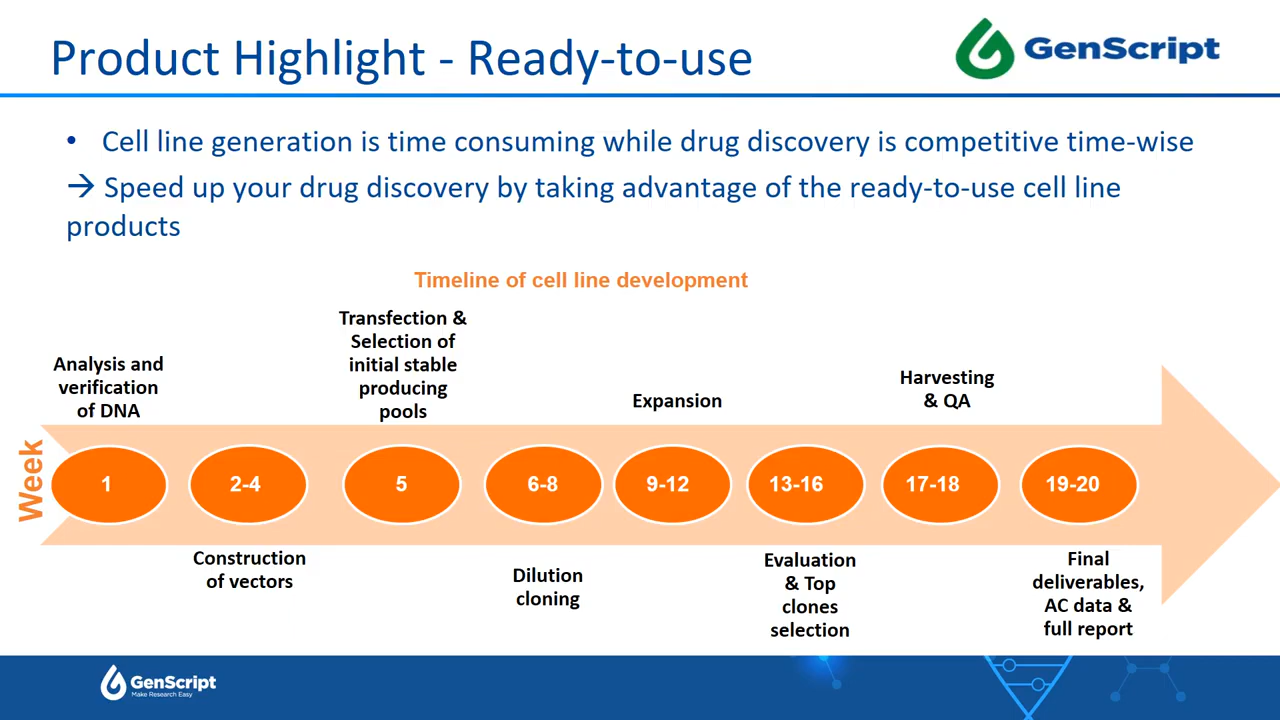 Product Highlight - Ready-to-use
GenScript
• Cell line generation is time consuming while drug discovery is competitive time-wise
→ Speed up your drug discovery by taking advantage of the ready-to-use cell line
products
Timeline of cell line development
Analysis and
verification
of DNA
Transfection &
Selection of
initial stable
producing
pools
Expansion
Harvesting
& QA
Week
1
2-4
5
6-8
9-12
13-16
17-18
19-20
Construction
of vectors
Dilution
cloning
Evaluation
& Top
clones
selection
Final
deliverables,
AC data &
full report
GenScript
Make Research Easy